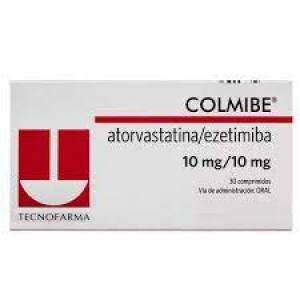 COLMIBE®
atorvastatina/ezetimiba
10 mg/10 mg
30 comprimidos
Vía de administración: ORAL
TECNOFARMA